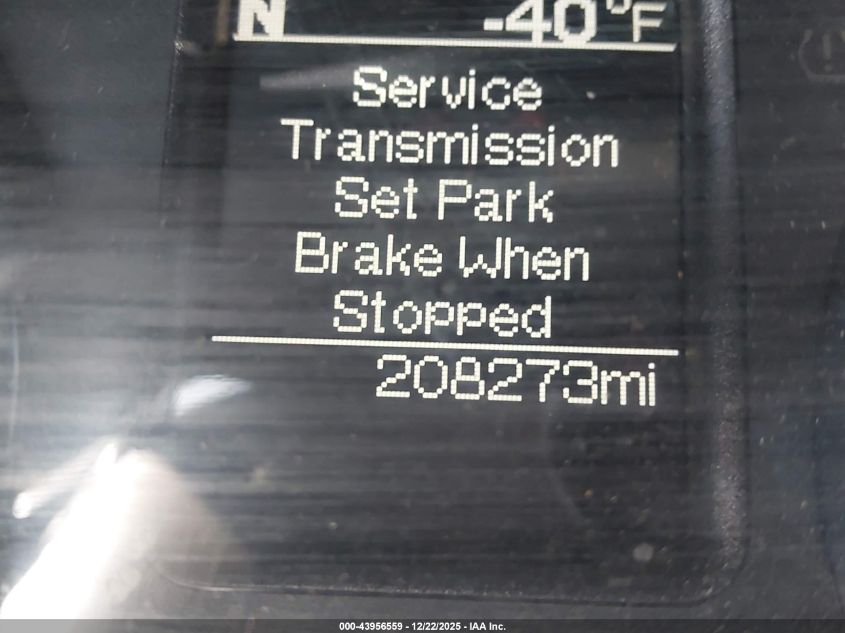 N -40°F
Service
Transmission
Set Park
Brake When
Stopped
208273mi
000-43956559 - 12/22/2025 - IAA Inc.